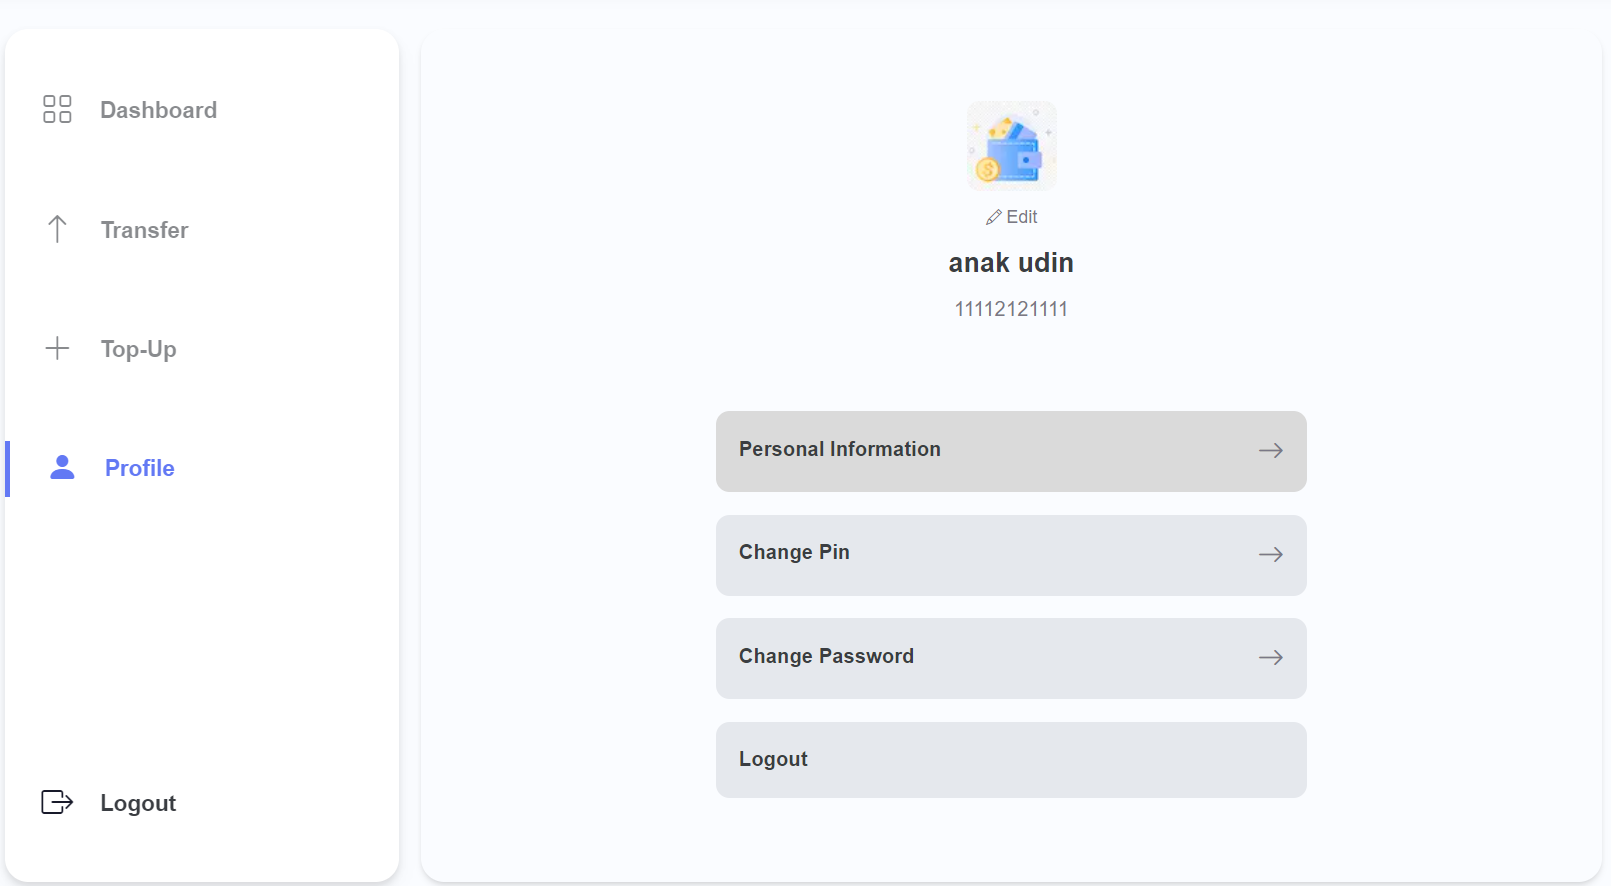 Dashboard
Transfer
Top-Up
Profile
Logout
Edit
anak udin
11112121111
Personal Information
Change Pin
Change Password
Logout